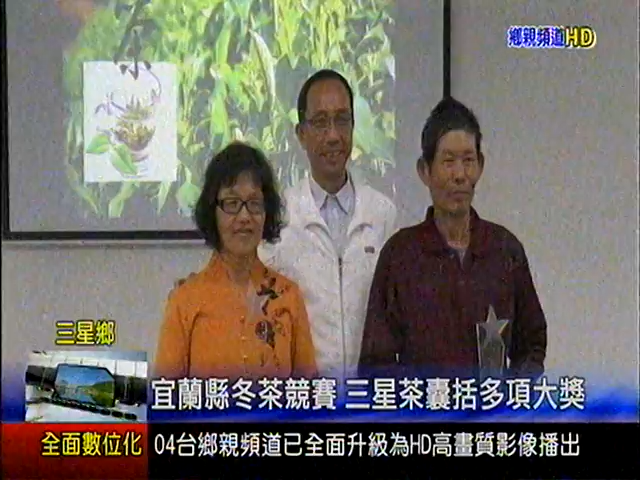 鄉親頻道HD
茶
三星鄉
宜蘭縣冬茶競賽 三星茶囊括多項大獎
全面數位化 04台鄉親頻道已全面升級為HD高畫質影像播出